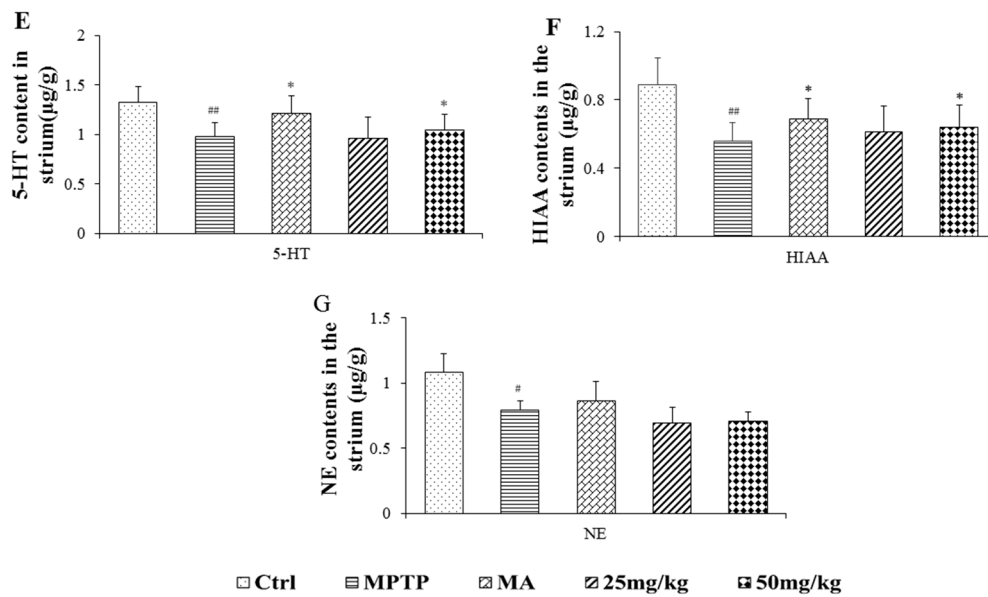 E
5-HT content in
strium(µg/g)
2
1.5
1
0.5
0
##
*
*
5-HT
F
HIAA contents in the
strium (µg/g)
1.2
0.8
0.4
0
##
*
*
HIAA
G
NE contents in the
strium (µg/g)
1.5
1
0.5
0
#
NE
Ctrl MPTP MA 25mg/kg 50mg/kg